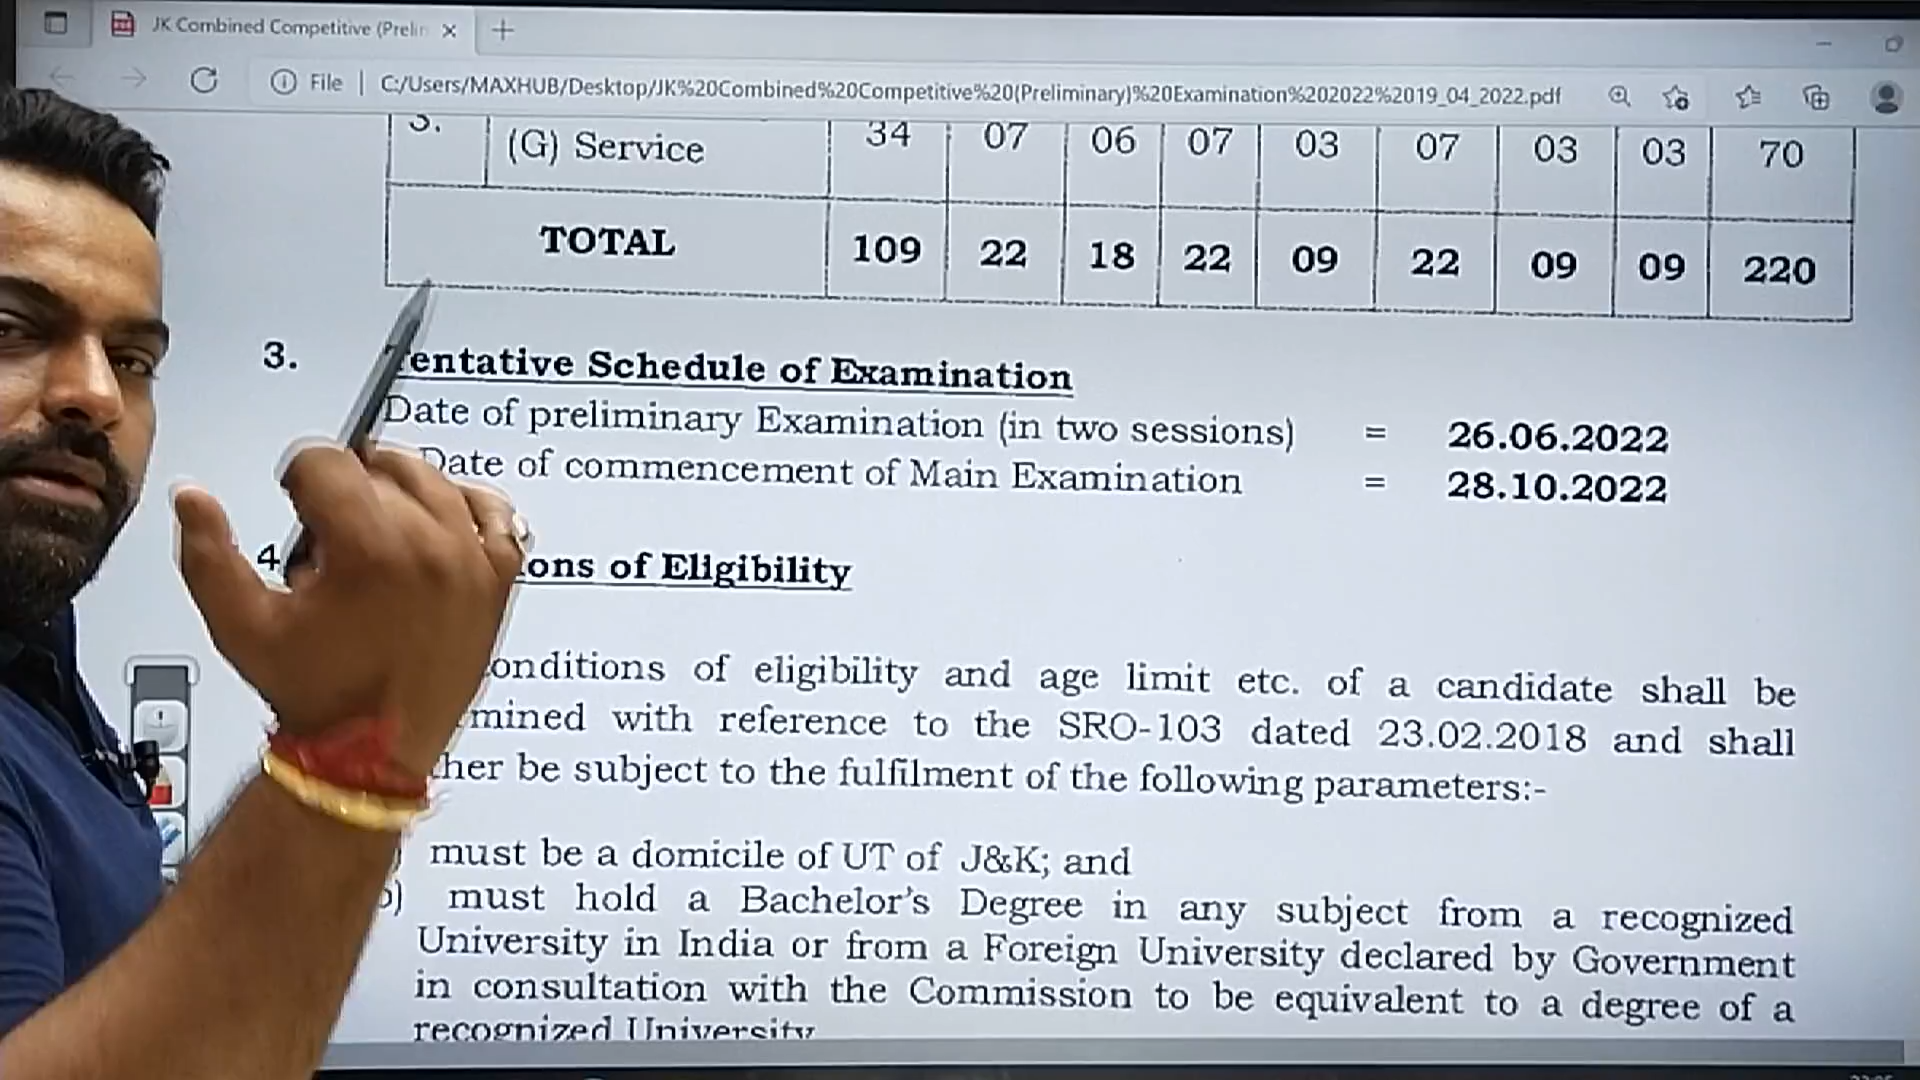 JK Combined Competitive (Prelim
File | C:/Users/MAXHUB/Desktop/JK%20Combined%20Competitive%20(Preliminary)%20Examination%202022%2019_04_2022.pdf
3. (G) Service 34 07 06 07 03 07 03 03 70
TOTAL 109 22 18 22 09 22 09 09 220
3. Tentative Schedule of Examination
Date of preliminary Examination (in two sessions) = 26.06.2022
Date of commencement of Main Examination = 28.10.2022
4 ons of Eligibility
onditions of eligibility and age limit etc. of a candidate shall be
mined with reference to the SRO-103 dated 23.02.2018 and shall
ther be subject to the fulfilment of the following parameters:-
) must be a domicile of UT of J&K; and
b) must hold a Bachelor's Degree in any subject from a recognized
University in India or from a Foreign University declared by Government
in consultation with the Commission to be equivalent to a degree of a
recognized University